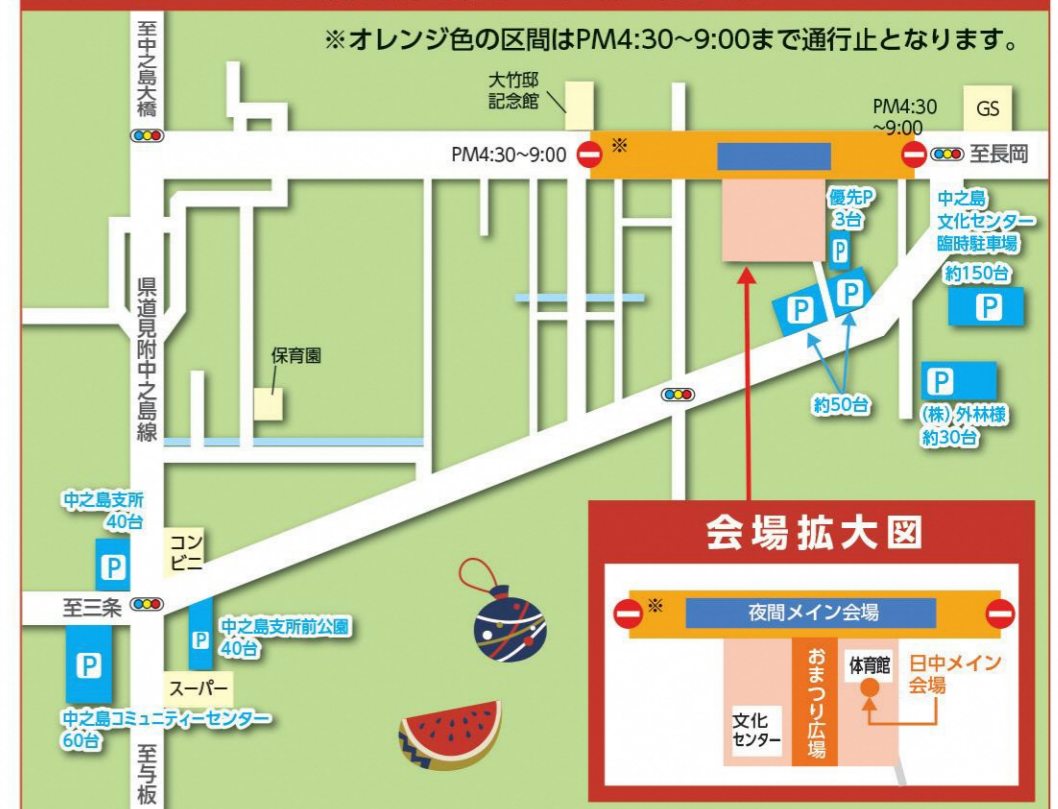 ※オレンジ色の区間はPM4:30~9:00まで通行止となります。
至中之島大橋
大竹邸
記念館
PM4:30
~9:00
GS
PM4:30~9:00
※
至長岡
優先P
3台
P
中之島
文化センター
臨時駐車場
約150台
P
P
P
約50台
P
(株)外林様
約30台
県道見附中之島線
保育園
中之島支所
40台
P
コン
ビニ
至三条
P
中之島支所前公園
40台
P
スーパー
中之島コミュニティーセンター
60台
至与板
会場拡大図
※
夜間メイン会場
おまつり広場
体育館
日中メイン
会場
文化
センター